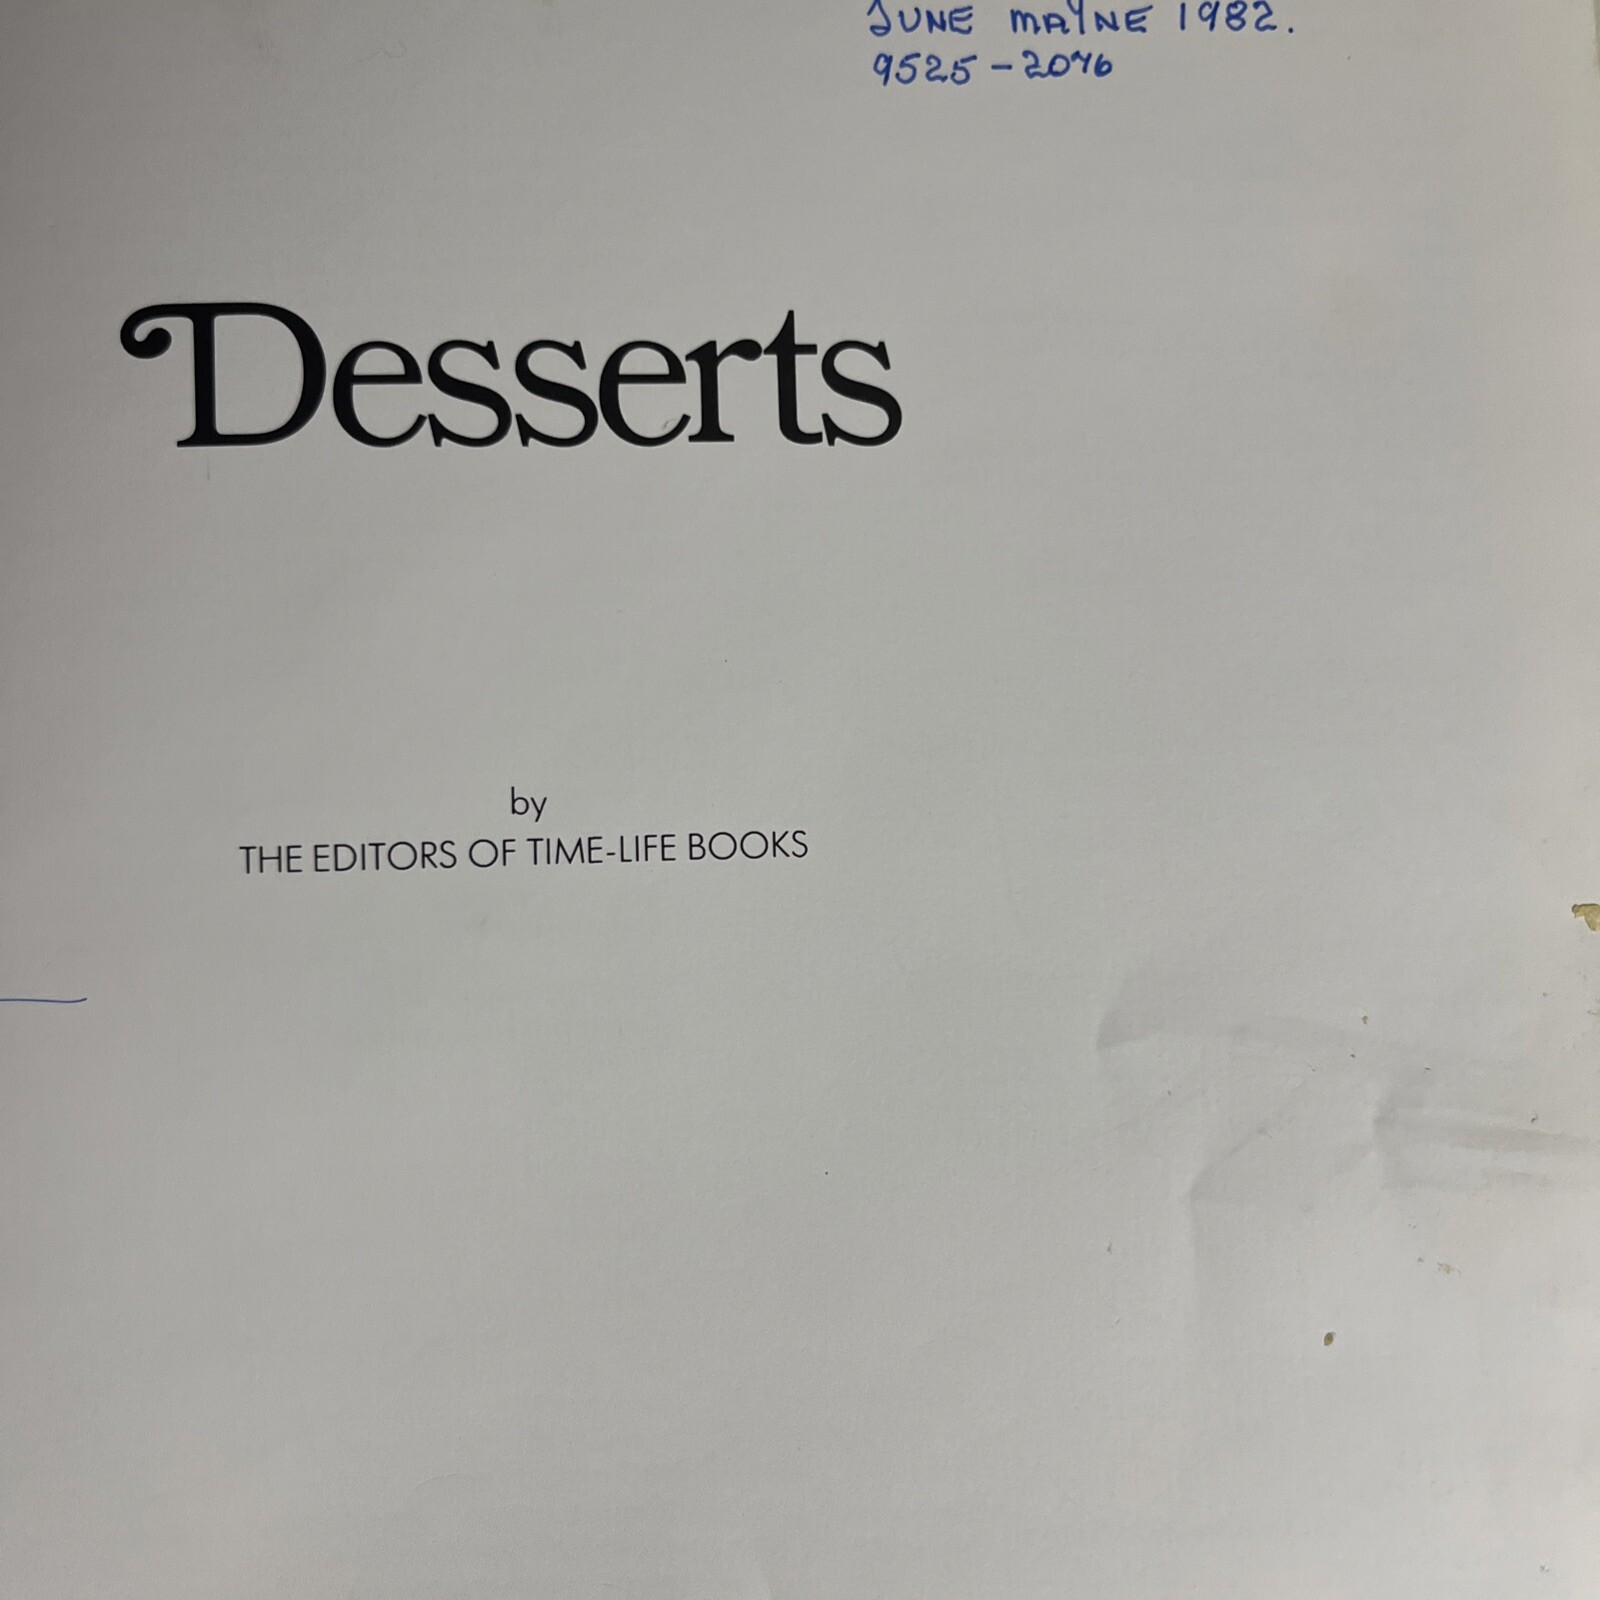 JUNE MAYNE 1982.
9525-2076
Desserts
by
THE EDITORS OF TIME-LIFE BOOKS